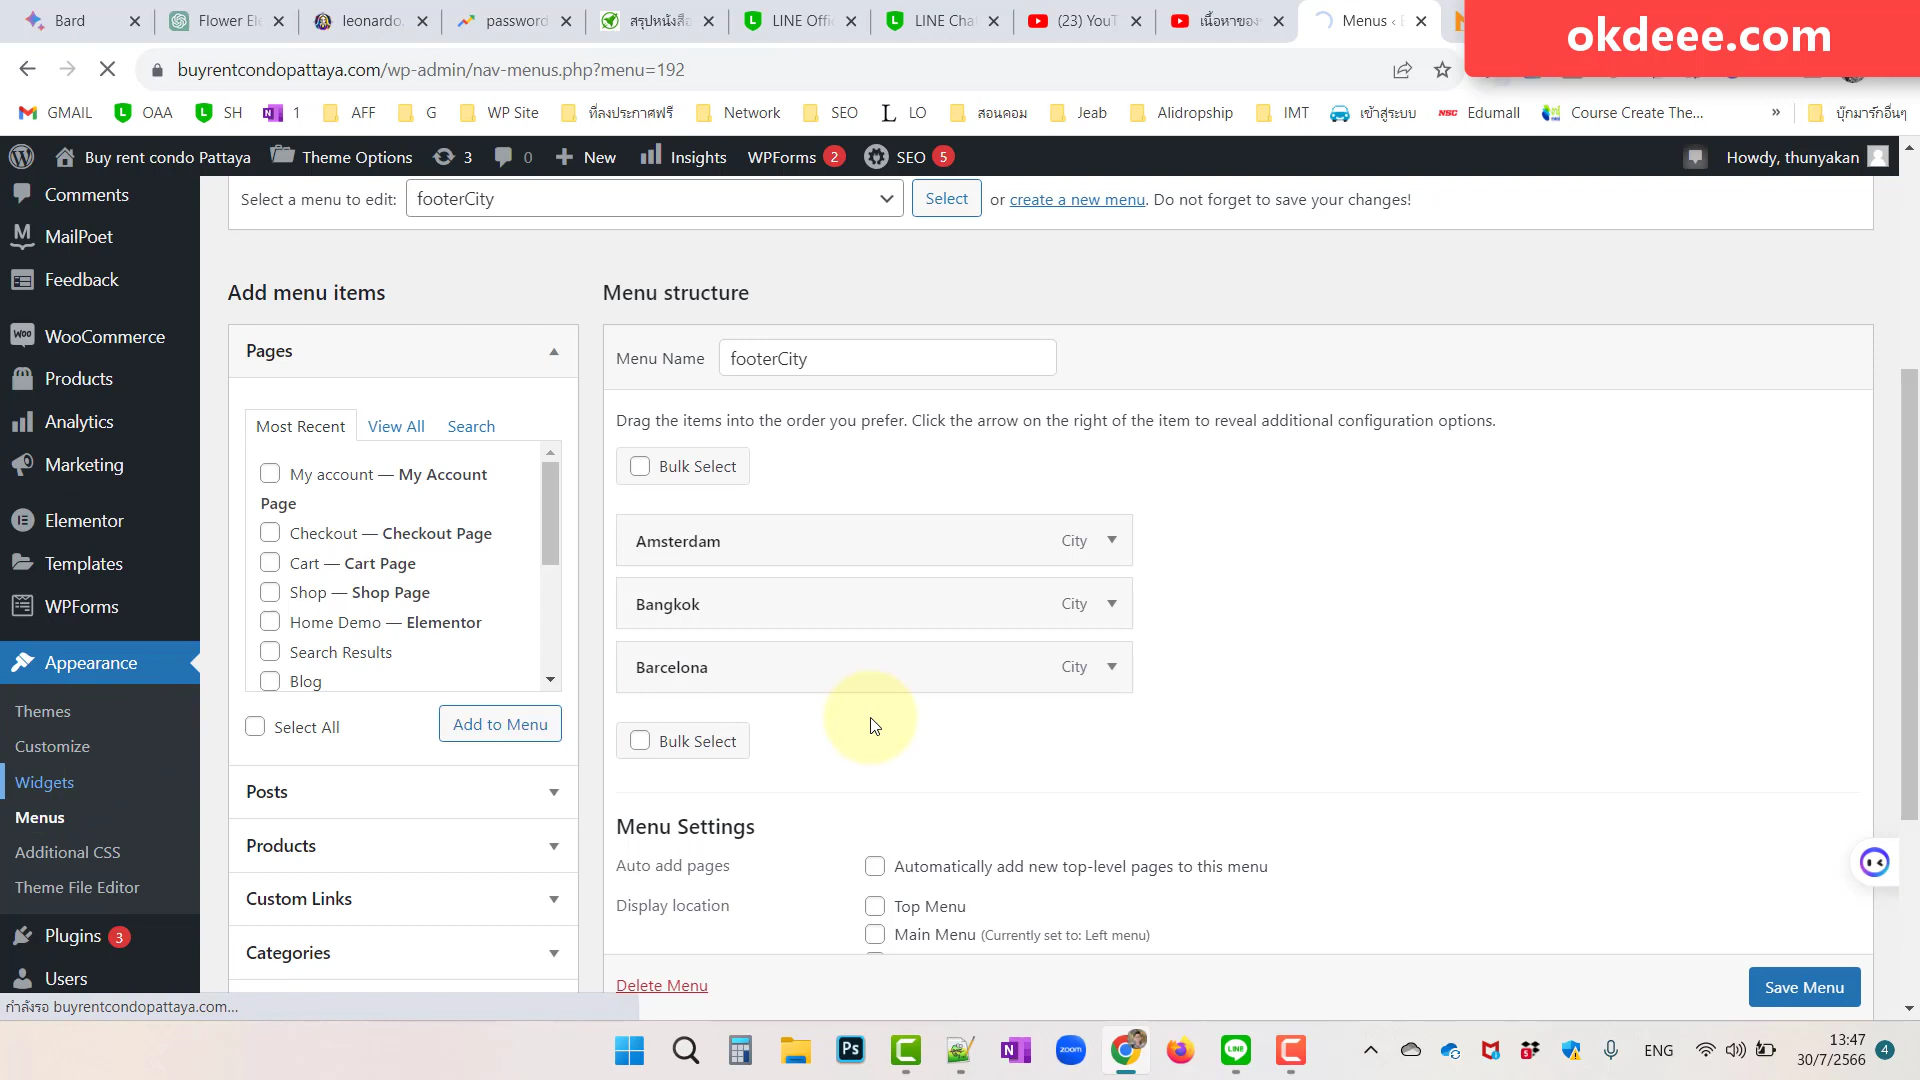 Bard
Flower El
leonardo.
password
สรุปหนังสือ
LINE Offi
LINE Cha
(23) YouT
เนื้อหาของ
Menus ‹
okdeee.com
buyrentcondopattaya.com/wp-admin/nav-menus.php?menu=192
GMAIL
OAA
SH
1
AFF
G
WP Site
ที่ลงประกาศฟรี
Network
SEO
LO
สอนคอม
Jeab
Alidropship
IMT
เข้าสู่ระบบ
NSC
Edumall
Course Create The...
»
บุ๊กมาร์กอื่นๆ
Buy rent condo Pattaya
Theme Options
3
0
New
Insights
WPForms 2
SEO 5
Howdy, thunyakan
Comments
MailPoet
Feedback
WooCommerce
Products
Analytics
Marketing
Elementor
Templates
WPForms
Appearance
Themes
Customize
Widgets
Menus
Additional CSS
Theme File Editor
Plugins 3
Users
กำลังรอ buyrentcondopattaya.com...
Select a menu to edit: footerCity Select or create a new menu. Do not forget to save your changes!
Add menu items
Pages
Most Recent View All Search
My account — My Account
Page
Checkout — Checkout Page
Cart — Cart Page
Shop — Shop Page
Home Demo — Elementor
Search Results
Blog
Select All Add to Menu
Posts
Products
Custom Links
Categories
Menu structure
Menu Name footerCity
Drag the items into the order you prefer. Click the arrow on the right of the item to reveal additional configuration options.
Bulk Select
Amsterdam City
Bangkok City
Barcelona City
Bulk Select
Menu Settings
Auto add pages Automatically add new top-level pages to this menu
Display location Top Menu
Main Menu (Currently set to: Left menu)
Delete Menu Save Menu
Ps
zoom
LINE
ENG
13:47
30/7/2566
4